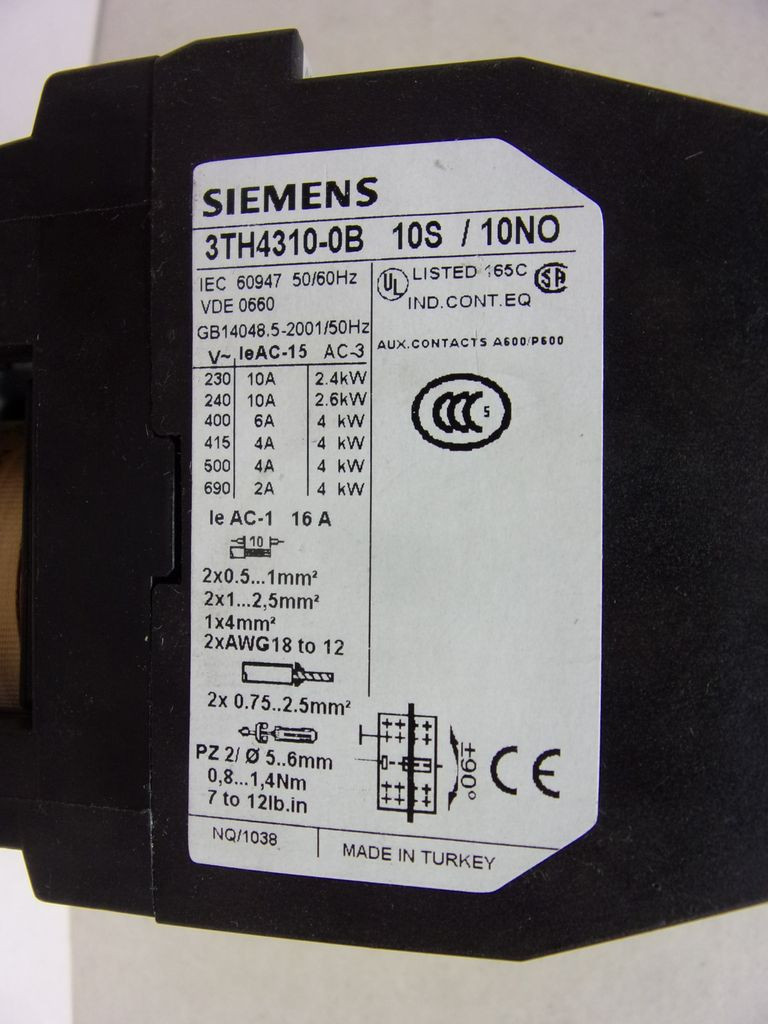 SIEMENS
3TH4310-0B 10S / 10NO
IEC 60947 50/60Hz
VDE 0660
GB14048.5-2001/50Hz
V~ IeAC-15 AC-3
230 10A 2.4kW
240 10A 2.6kW
400 6A 4 kW
415 4A 4 kW
500 4A 4 kW
690 2A 4 kW
Ie AC-1 16 A
10
2x0.5...1mm²
2x1...2,5mm²
1x4mm²
2xAWG18 to 12
2x 0.75..2.5mm²
PZ 2/ Ø 5..6mm
0,8...1,4Nm
7 to 12lb.in
UL LISTED 165C SA
IND.CONT.EQ
AUX.CONTACTS A600/P600
CCC S
±90°
CE
NQ/1038
MADE IN TURKEY